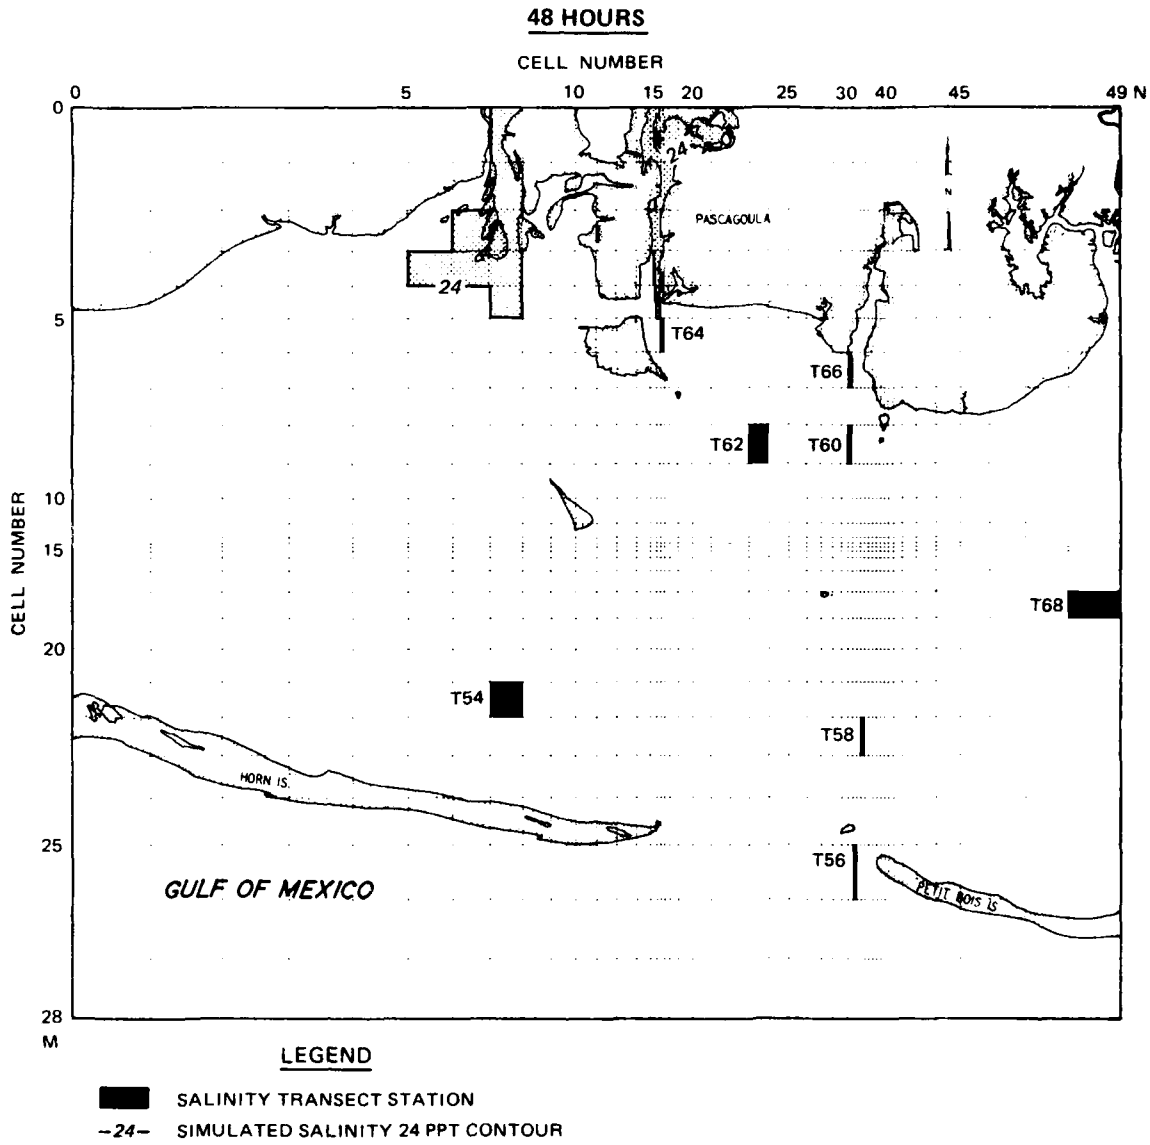 48 HOURS
CELL NUMBER
0 5 10 15 20 25 30 40 45 49 N
0
24
N
PASCAGOULA
24
5
T64
T66
T62 T60
10
CELL NUMBER
15
T68
20
T54
T58
HORN IS.
25
T56
GULF OF MEXICO
PETIT BOIS IS
28
M
LEGEND
SALINITY TRANSECT STATION
-24- SIMULATED SALINITY 24 PPT CONTOUR